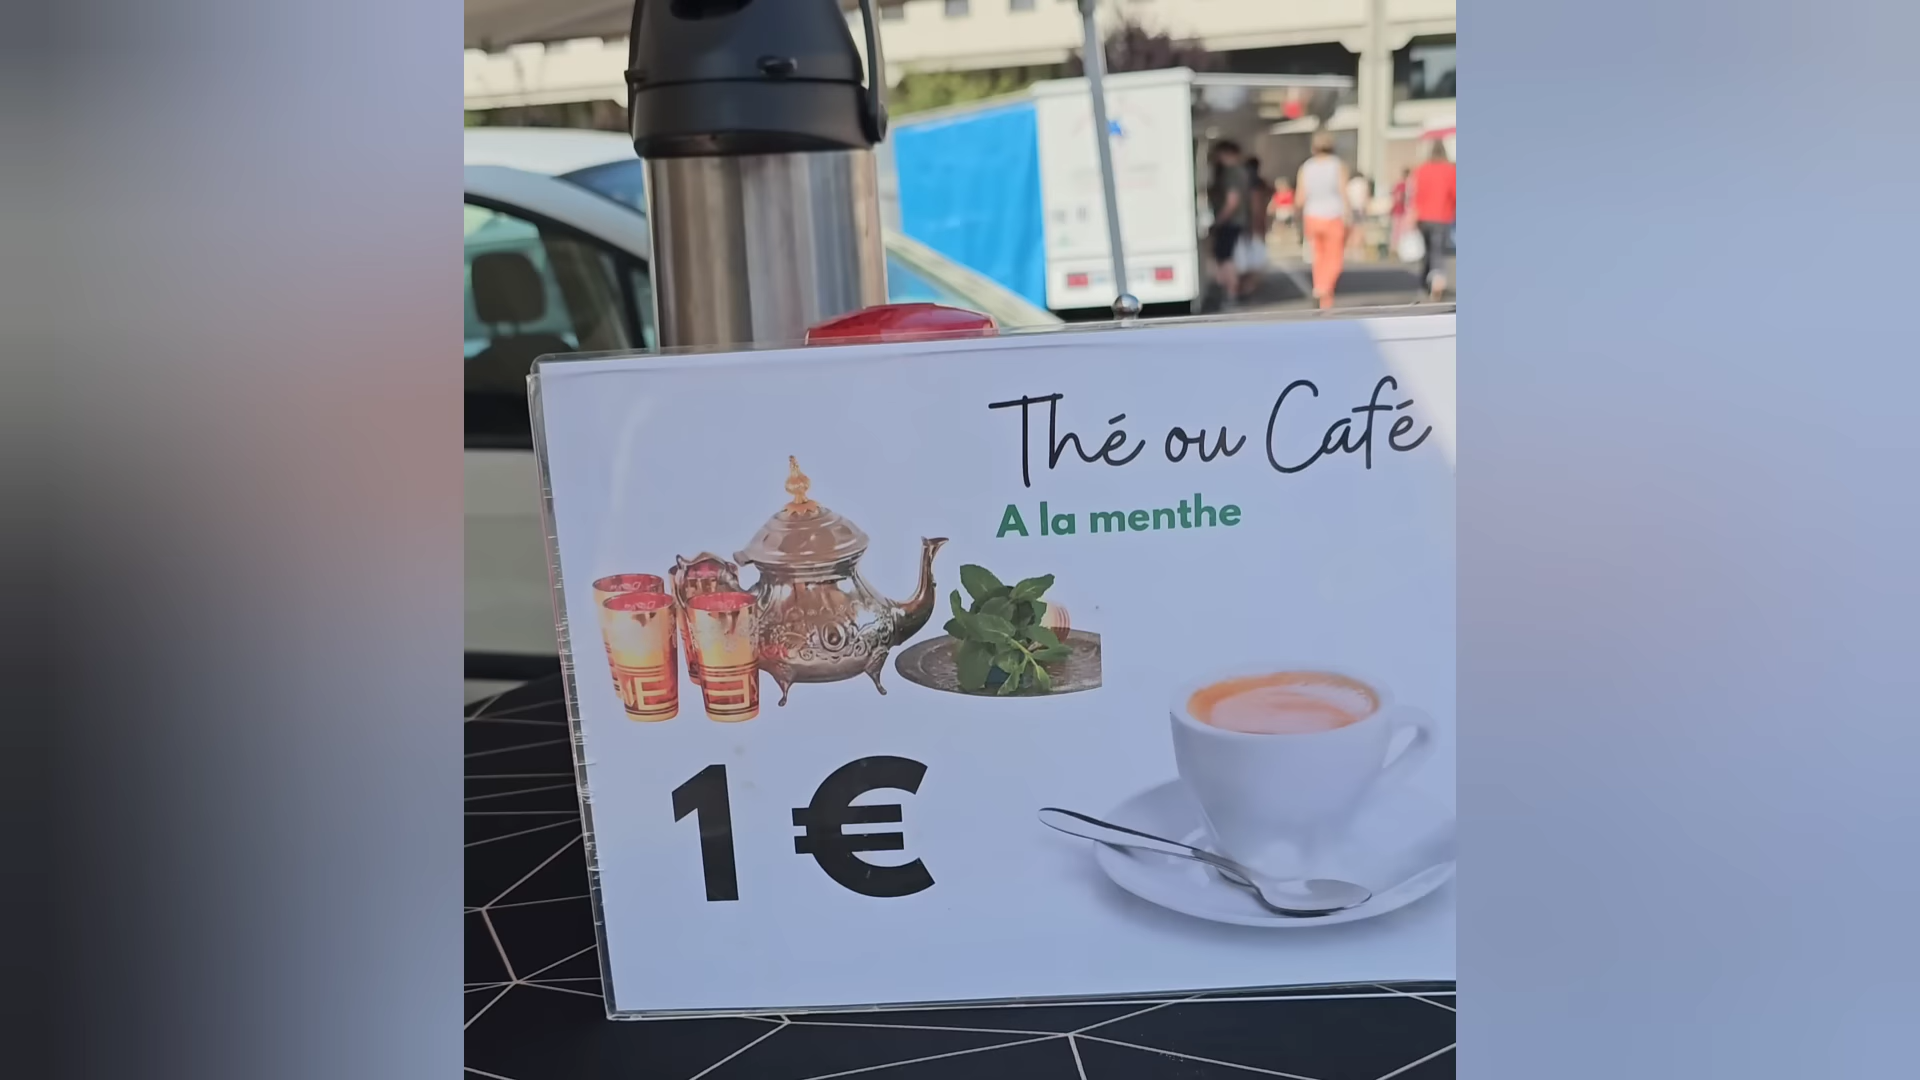 Thé ou Café
A la menthe
1 €